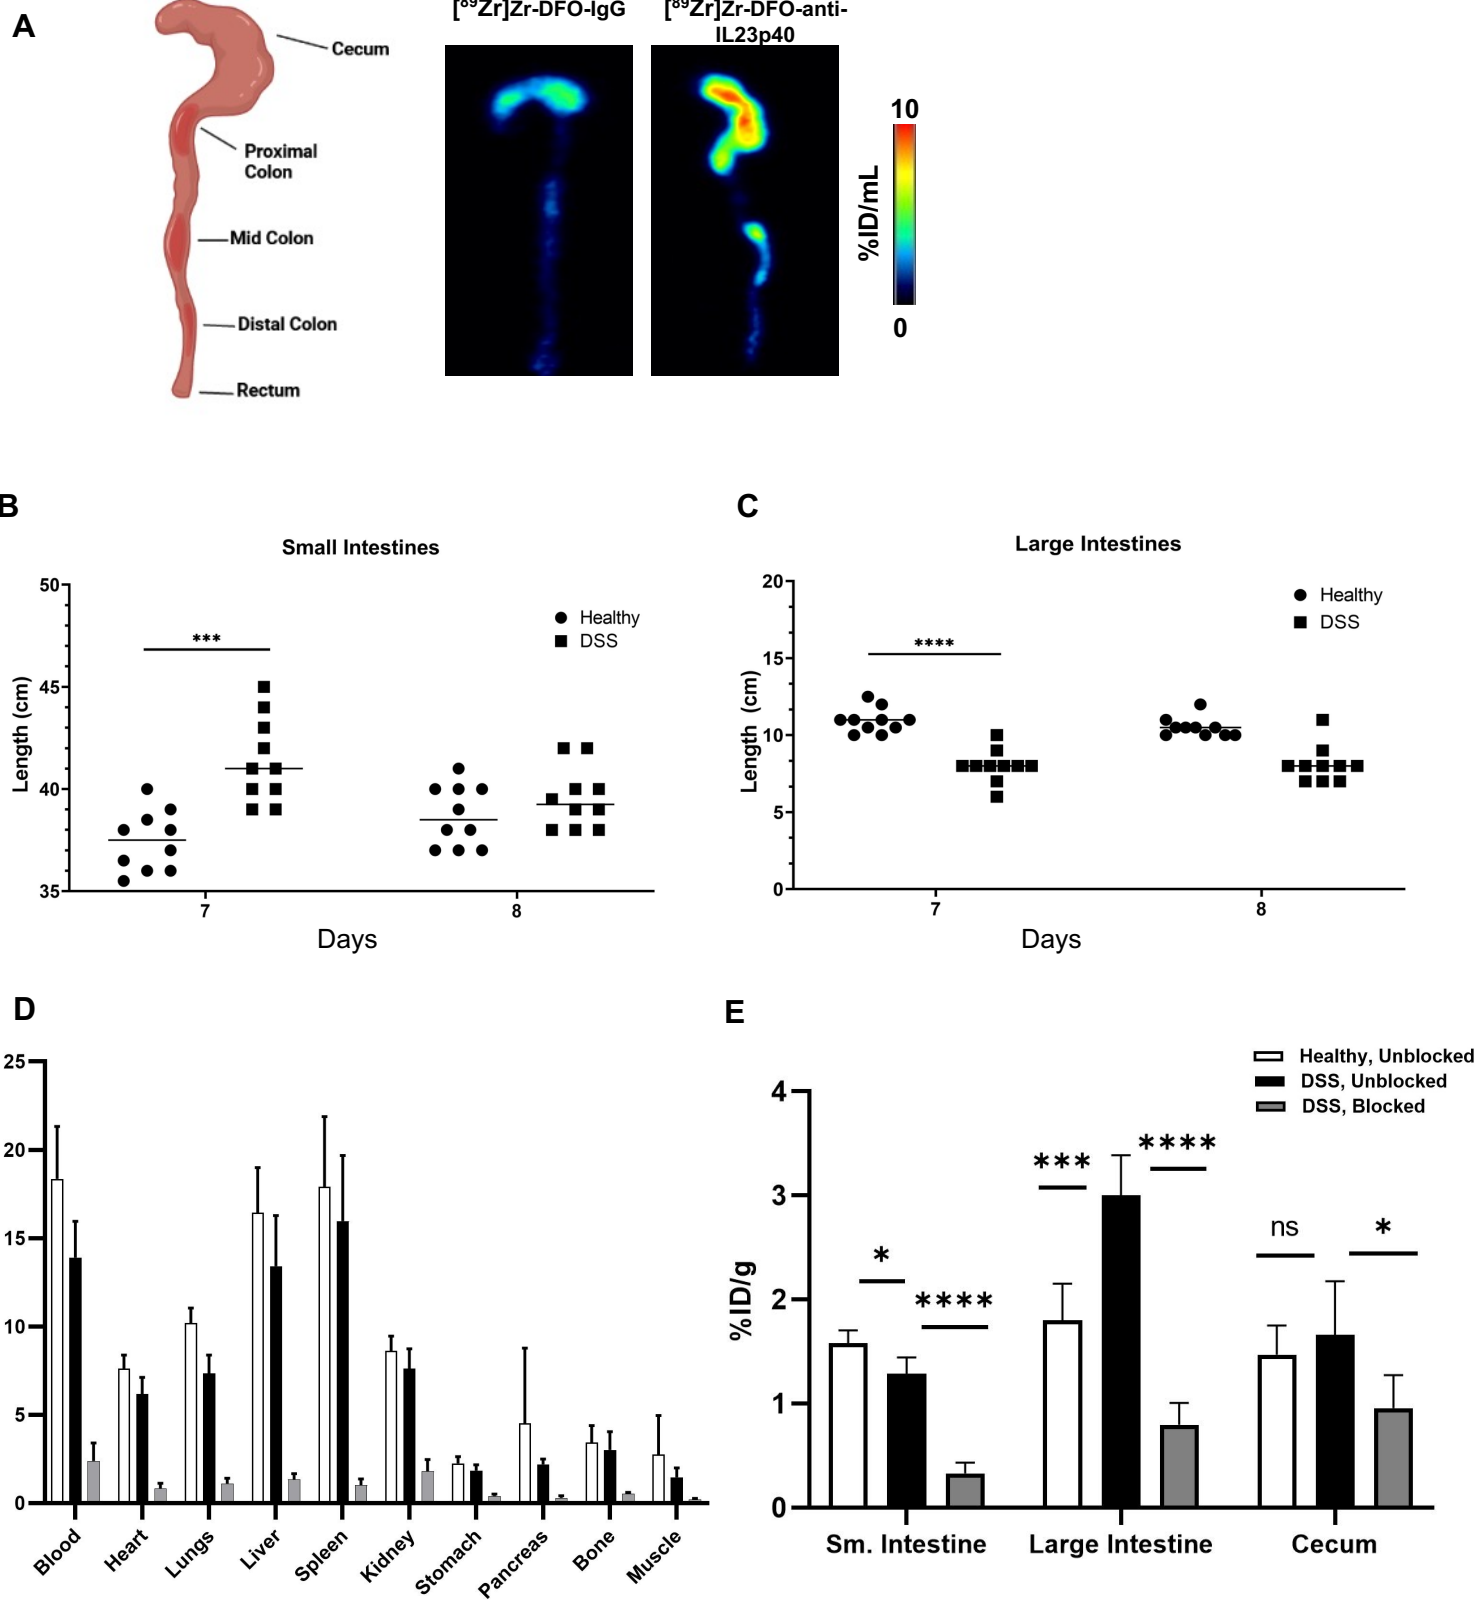 A
Cecum
Proximal
Colon
Mid Colon
Distal Colon
Rectum
[⁸⁹Zr]Zr-DFO-IgG
[⁸⁹Zr]Zr-DFO-anti-
IL23p40
10
%ID/mL
0
B
Small Intestines
50
45
40
35
Length (cm)
***
Healthy
DSS
7
8
Days
C
Large Intestines
20
15
10
5
0
Length (cm)
****
Healthy
DSS
7
8
Days
D
25
20
15
10
5
0
Blood
Heart
Lungs
Liver
Spleen
Kidney
Stomach
Pancreas
Bone
Muscle
E
Healthy, Unblocked
DSS, Unblocked
DSS, Blocked
4
3
2
1
0
%ID/g
*
****
***
****
ns
*
Sm. Intestine
Large Intestine
Cecum